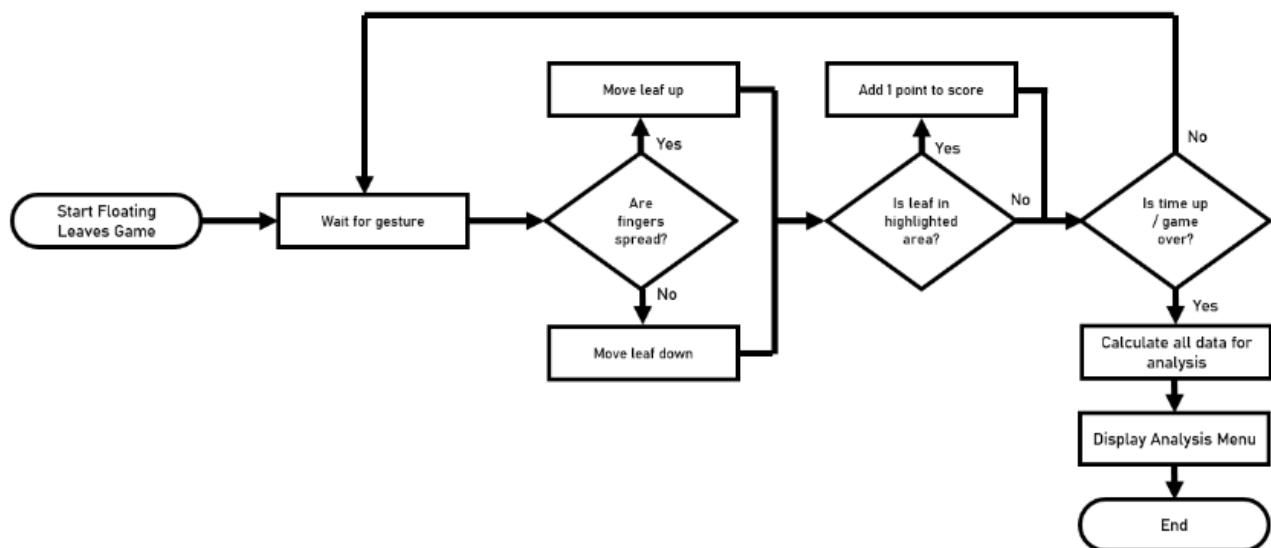 Start Floating
Leaves Game
Wait for gesture
Move leaf up
Yes
Are
fingers
spread?
No
Move leaf down
Add 1 point to score
Yes
Is leaf in
highlighted
area?
No
No
Is time up
/ game
over?
Yes
Calculate all data for
analysis
Display Analysis Menu
End